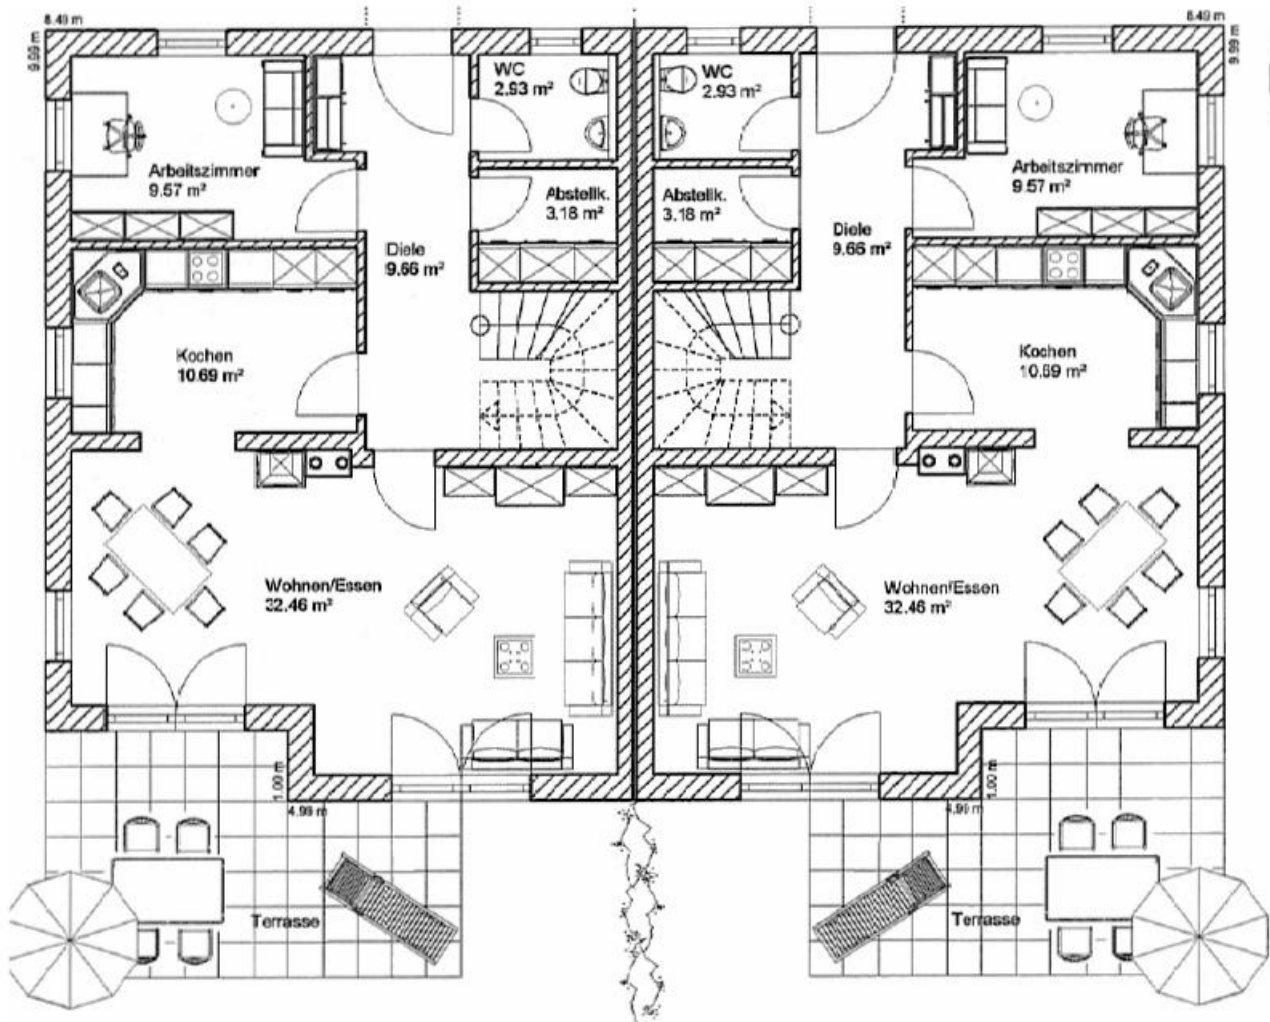 8.49 m
8.49 m
9.99 m
9.99 m
WC
2.93 m²
WC
2.93 m²
Arbeitszimmer
9.57 m²
Abstellk.
3.18 m²
Abstellk.
3.18 m²
Arbeitszimmer
9.57 m²
Diele
9.66 m²
Diele
9.66 m²
Kochen
10.69 m²
Kochen
10.69 m²
Wohnen/Essen
32.46 m²
Wohnen/Essen
32.46 m²
1.00 m
4.99 m
1.00 m
4.99 m
Terrasse
Terrasse